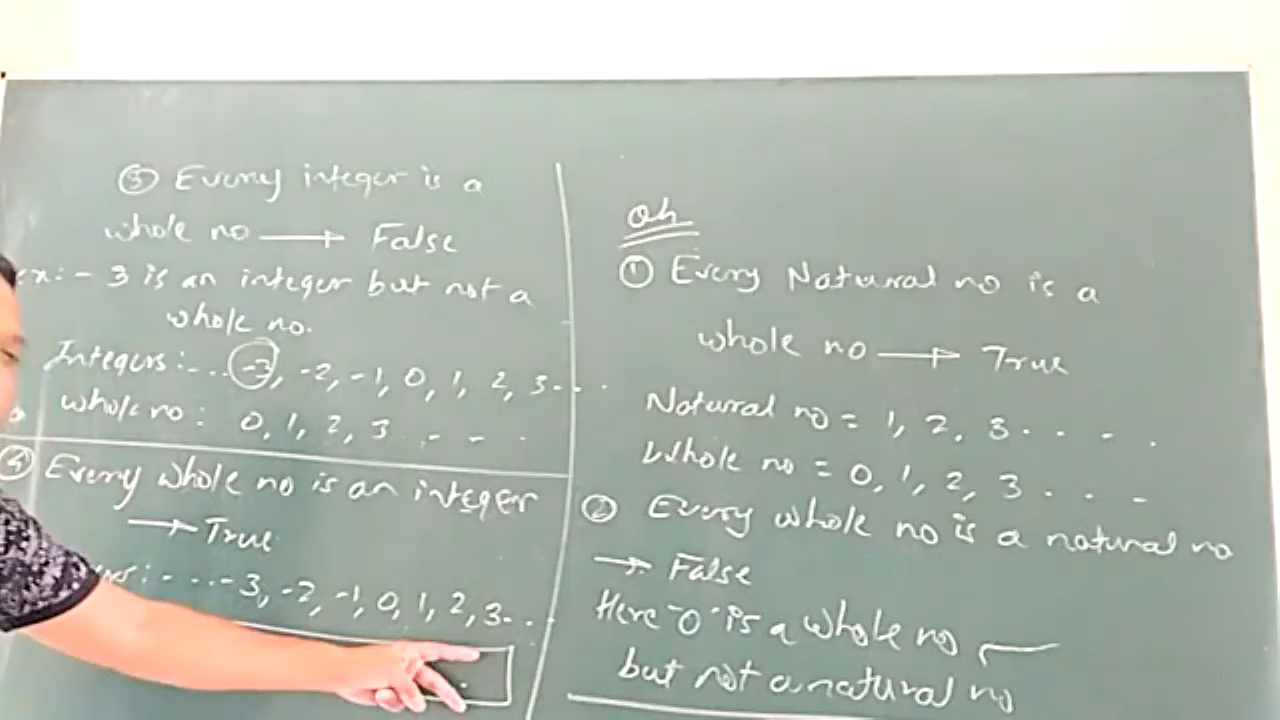 Qn
① Every Natural no is a
whole no → True
Natural no = 1, 2, 3. . . - .
Whole no = 0, 1, 2, 3 . . . -
② Every whole no is a natural no
→ False
Here "0" is a whole no
but not a natural no
③ Every integer is a
whole no → False
ex: - 3 is an integer but not a
whole no.
Integers : -... -3, -2, -1, 0, 1, 2, 3- - - .
whole no : 0, 1, 2, 3 . - - .
④ Every whole no is an integer
→ True
: - ...- 3, -2, -1, 0, 1, 2, 3- . .